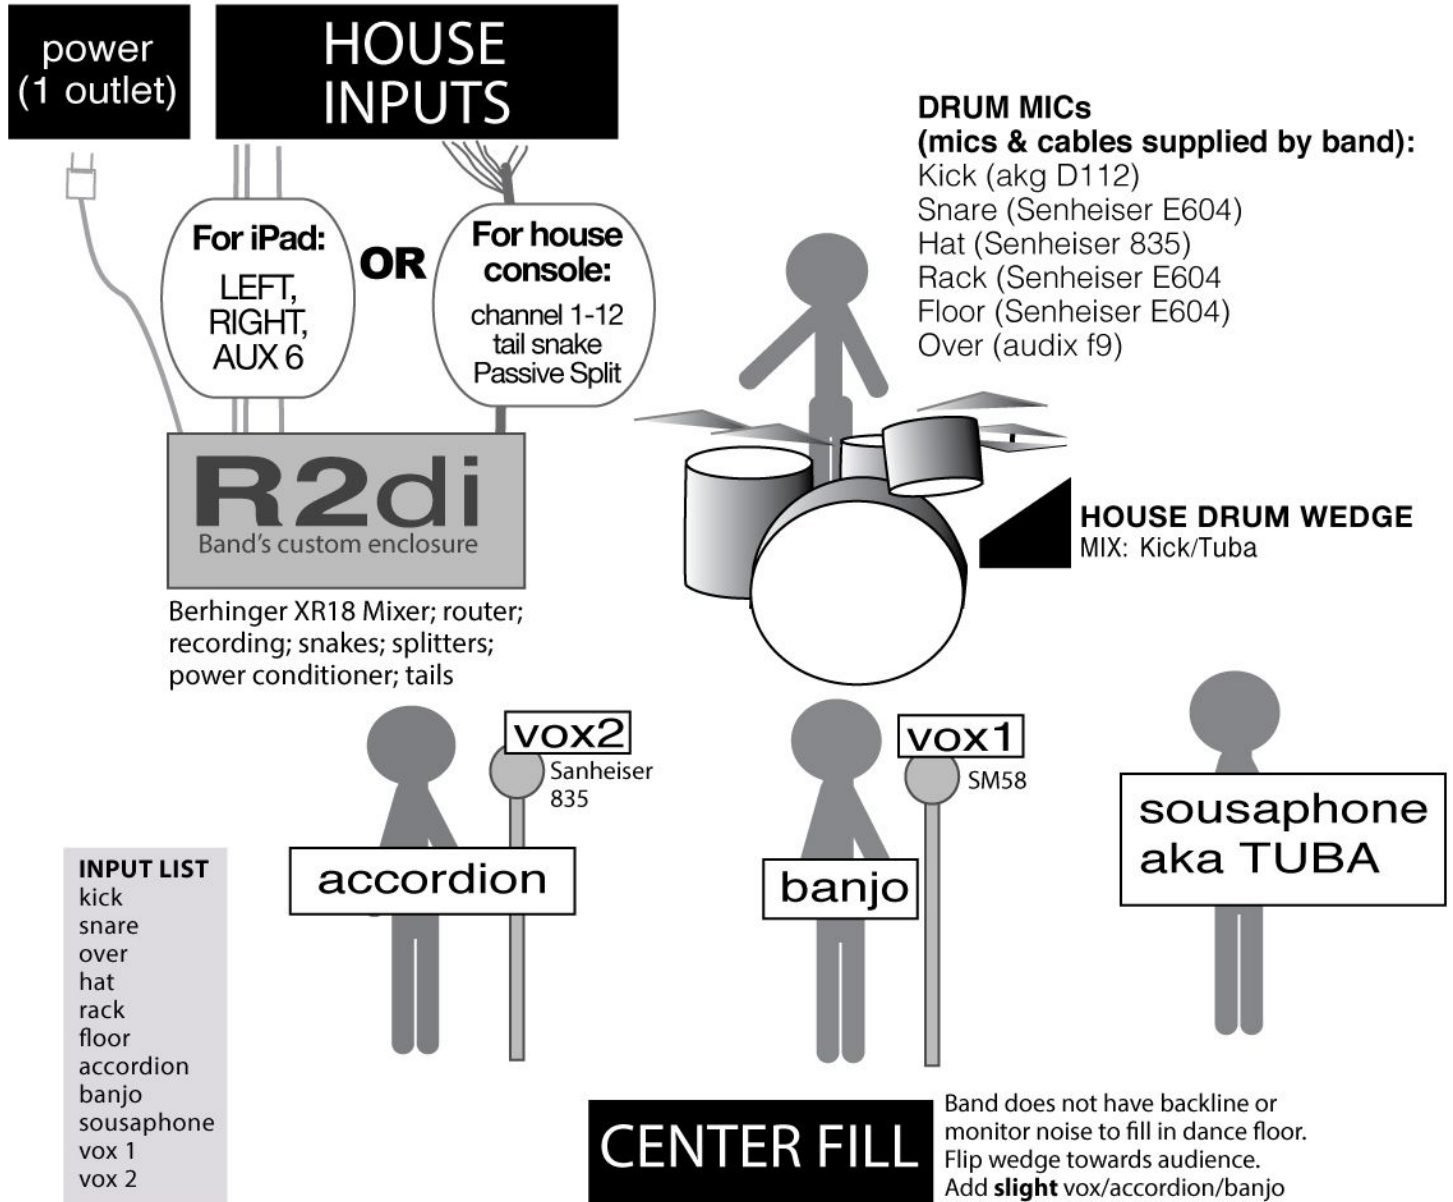 power
(1 outlet)
HOUSE
INPUTS
For iPad:
LEFT,
RIGHT,
AUX 6
OR
For house
console:
channel 1-12
tail snake
Passive Split
R2di
Band's custom enclosure
Berhinger XR18 Mixer; router;
recording; snakes; splitters;
power conditioner; tails
DRUM MICs
(mics & cables supplied by band):
Kick (akg D112)
Snare (Senheiser E604)
Hat (Senheiser 835)
Rack (Senheiser E604
Floor (Senheiser E604)
Over (audix f9)
HOUSE DRUM WEDGE
MIX: Kick/Tuba
vox2
Sanheiser
835
accordion
vox1
SM58
banjo
sousaphone
aka TUBA
INPUT LIST
kick
snare
over
hat
rack
floor
accordion
banjo
sousaphone
vox 1
vox 2
CENTER FILL
Band does not have backline or
monitor noise to fill in dance floor.
Flip wedge towards audience.
Add slight vox/accordion/banjo